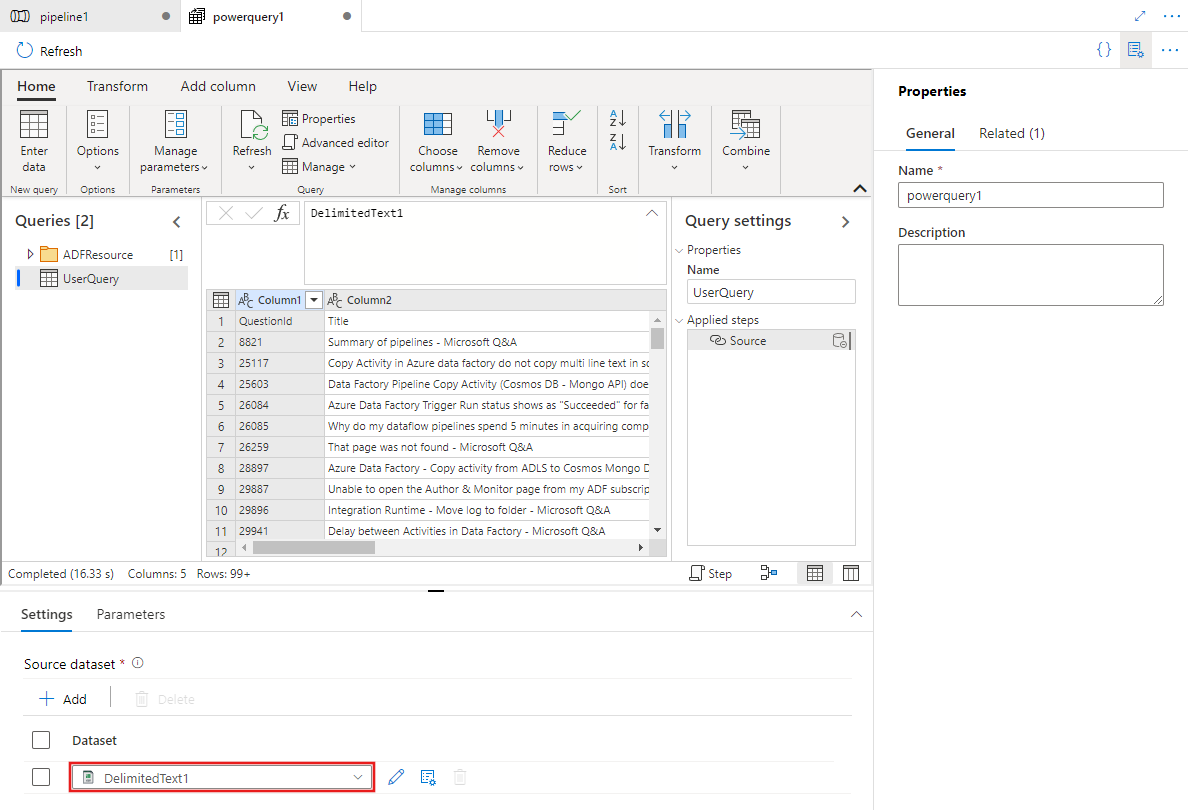 pipeline1
powerquery1
Refresh
Home Transform Add column View Help
Enter data
New query
Options
Options
Manage parameters
Parameters
Refresh
Properties
Advanced editor
Manage
Query
Choose columns
Remove columns
Manage columns
Reduce rows
Sort
Transform
Combine
Queries [2]
ADFResource [1]
UserQuery
fx
DelimitedText1
Column1 Column2
1 QuestionId Title
2 8821 Summary of pipelines - Microsoft Q&A
3 25117 Copy Activity in Azure data factory do not copy multi line text in sc
4 25603 Data Factory Pipeline Copy Activity (Cosmos DB - Mongo API) doe
5 26084 Azure Data Factory Trigger Run status shows as "Succeeded" for fa
6 26085 Why do my dataflow pipelines spend 5 minutes in acquiring comp
7 26259 That page was not found - Microsoft Q&A
8 28897 Azure Data Factory - Copy activity from ADLS to Cosmos Mongo D
9 29887 Unable to open the Author & Monitor page from my ADF subscrip
10 29896 Integration Runtime - Move log to folder - Microsoft Q&A
11 29941 Delay between Activities in Data Factory - Microsoft Q&A
12
Query settings
Properties
Name
UserQuery
Applied steps
Source
Completed (16.33 s) Columns: 5 Rows: 99+
Step
Settings Parameters
Source dataset *
Add Delete
Dataset
DelimitedText1
Properties
General Related (1)
Name *
powerquery1
Description